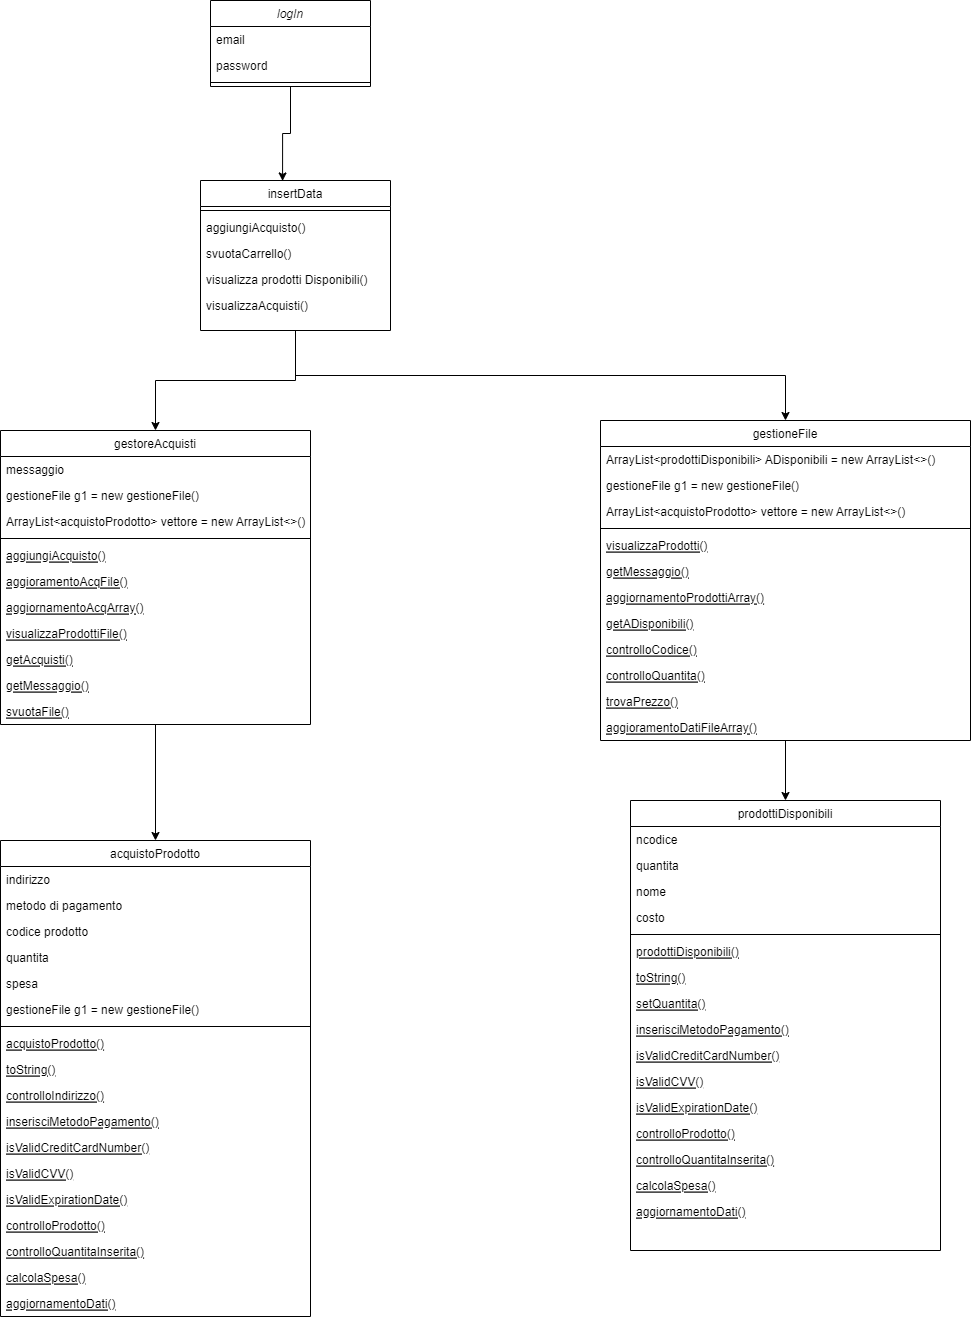 logIn
email
password
insertData
aggiungiAcquisto()
svuotaCarrello()
visualizza prodotti Disponibili()
visualizzaAcquisti()
gestoreAcquisti
messaggio
gestioneFile g1 = new gestioneFile()
ArrayList<acquistoProdotto> vettore = new ArrayList<>()
aggiungiAcquisto()
aggioramentoAcqFile()
aggiornamentoAcqArray()
visualizzaProdottiFile()
getAcquisti()
getMessaggio()
svuotaFile()
gestioneFile
ArrayList<prodottiDisponibili> ADisponibili = new ArrayList<>()
gestioneFile g1 = new gestioneFile()
ArrayList<acquistoProdotto> vettore = new ArrayList<>()
visualizzaProdotti()
getMessaggio()
aggiornamentoProdottiArray()
getADisponibili()
controlloCodice()
controlloQuantita()
trovaPrezzo()
aggioramentoDatiFileArray()
acquistoProdotto
indirizzo
metodo di pagamento
codice prodotto
quantita
spesa
gestioneFile g1 = new gestioneFile()
acquistoProdotto()
toString()
controlloIndirizzo()
inserisciMetodoPagamento()
isValidCreditCardNumber()
isValidCVV()
isValidExpirationDate()
controlloProdotto()
controlloQuantitaInserita()
calcolaSpesa()
aggiornamentoDati()
prodottiDisponibili
ncodice
quantita
nome
costo
prodottiDisponibili()
toString()
setQuantita()
inserisciMetodoPagamento()
isValidCreditCardNumber()
isValidCVV()
isValidExpirationDate()
controlloProdotto()
controlloQuantitaInserita()
calcolaSpesa()
aggiornamentoDati()